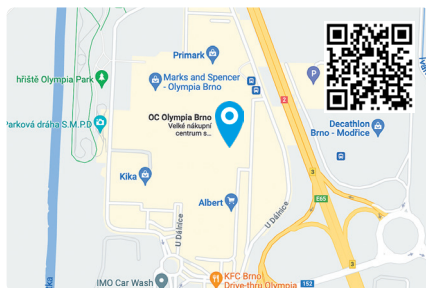 Primark
hřiště Olympia Park
Marks and Spencer
- Olympia Brno
P
2
Parková dráha S.M.P.D
OC Olympia Brno
Velké nákupní
centrum s...
Decathlon
Brno - Modřice
Kika
Albert
3
E65
U Dálnice
U Dálnice
IMO Car Wash
KFC Brno
Drive-thru Olympia
152
3